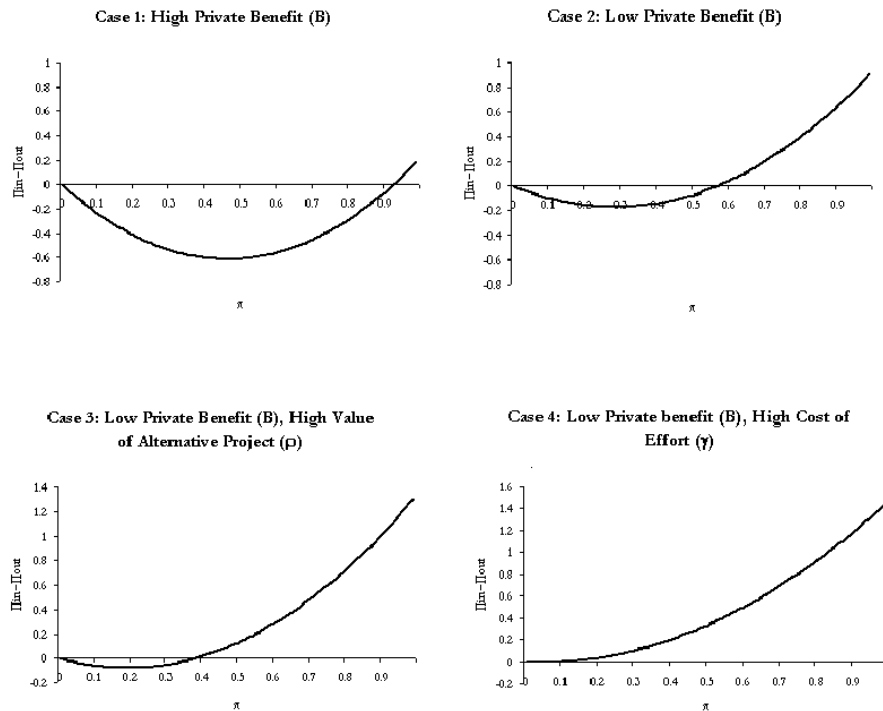 Case 1: High Private Benefit (B)
1
0.8
0.6
0.4
0.2
0
-0.2
-0.4
-0.6
-0.8
0 0.1 0.2 0.3 0.4 0.5 0.6 0.7 0.8 0.9
Πin-Πout
π
Case 2: Low Private Benefit (B)
1
0.8
0.6
0.4
0.2
0
-0.2
-0.4
-0.6
-0.8
0 0.1 0.2 0.3 0.4 0.5 0.6 0.7 0.8 0.9
Πin-Πout
π
Case 3: Low Private Benefit (B), High Value
of Alternative Project (ρ)
1.4
1.2
1
0.8
0.6
0.4
0.2
0
-0.2
0 0.1 0.2 0.3 0.4 0.5 0.6 0.7 0.8 0.9
Πin-Πout
π
Case 4: Low Private benefit (B), High Cost of
Effort (γ)
1.6
1.4
1.2
1
0.8
0.6
0.4
0.2
0
-0.2
0 0.1 0.2 0.3 0.4 0.5 0.6 0.7 0.8 0.9
Πin-Πout
π